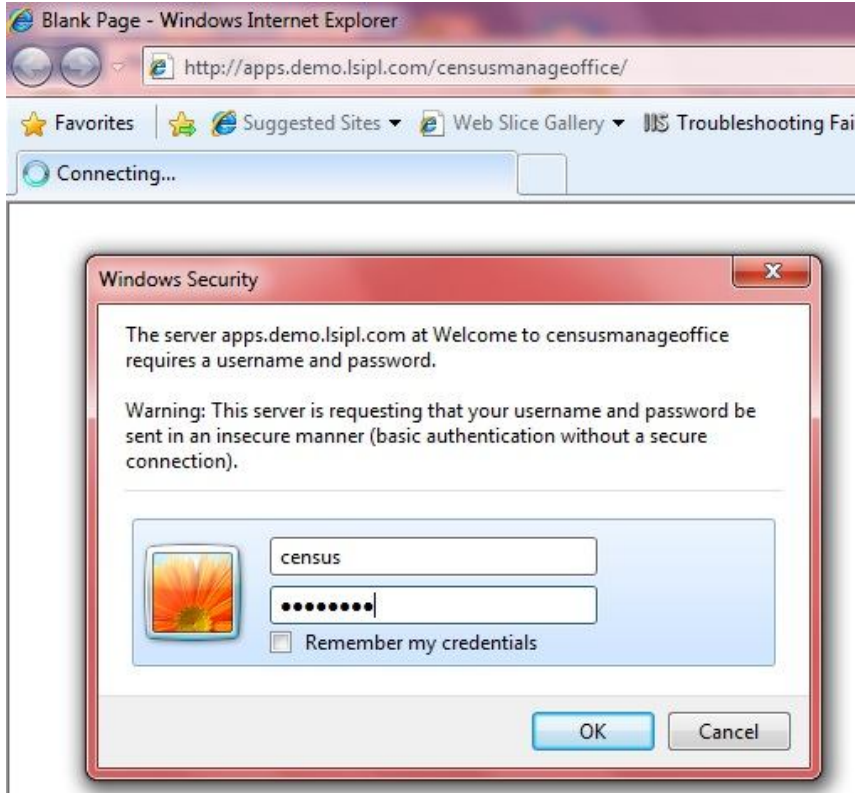 Blank Page - Windows Internet Explorer
http://apps.demo.lsipl.com/censusmanageoffice/
Favorites Suggested Sites Web Slice Gallery Troubleshooting Fai
Connecting...
Windows Security
The server apps.demo.lsipl.com at Welcome to censusmanageoffice
requires a username and password.
Warning: This server is requesting that your username and password be
sent in an insecure manner (basic authentication without a secure
connection).
census
●●●●●●●●
Remember my credentials
OK Cancel